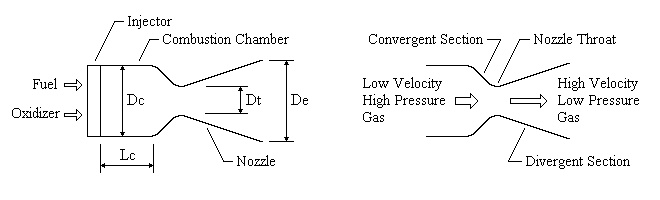 Injector
Combustion Chamber
Fuel
Oxidizer
Dc
Dt
De
Lc
Nozzle
Convergent Section
Nozzle Throat
Low Velocity
High Pressure
Gas
High Velocity
Low Pressure
Gas
Divergent Section